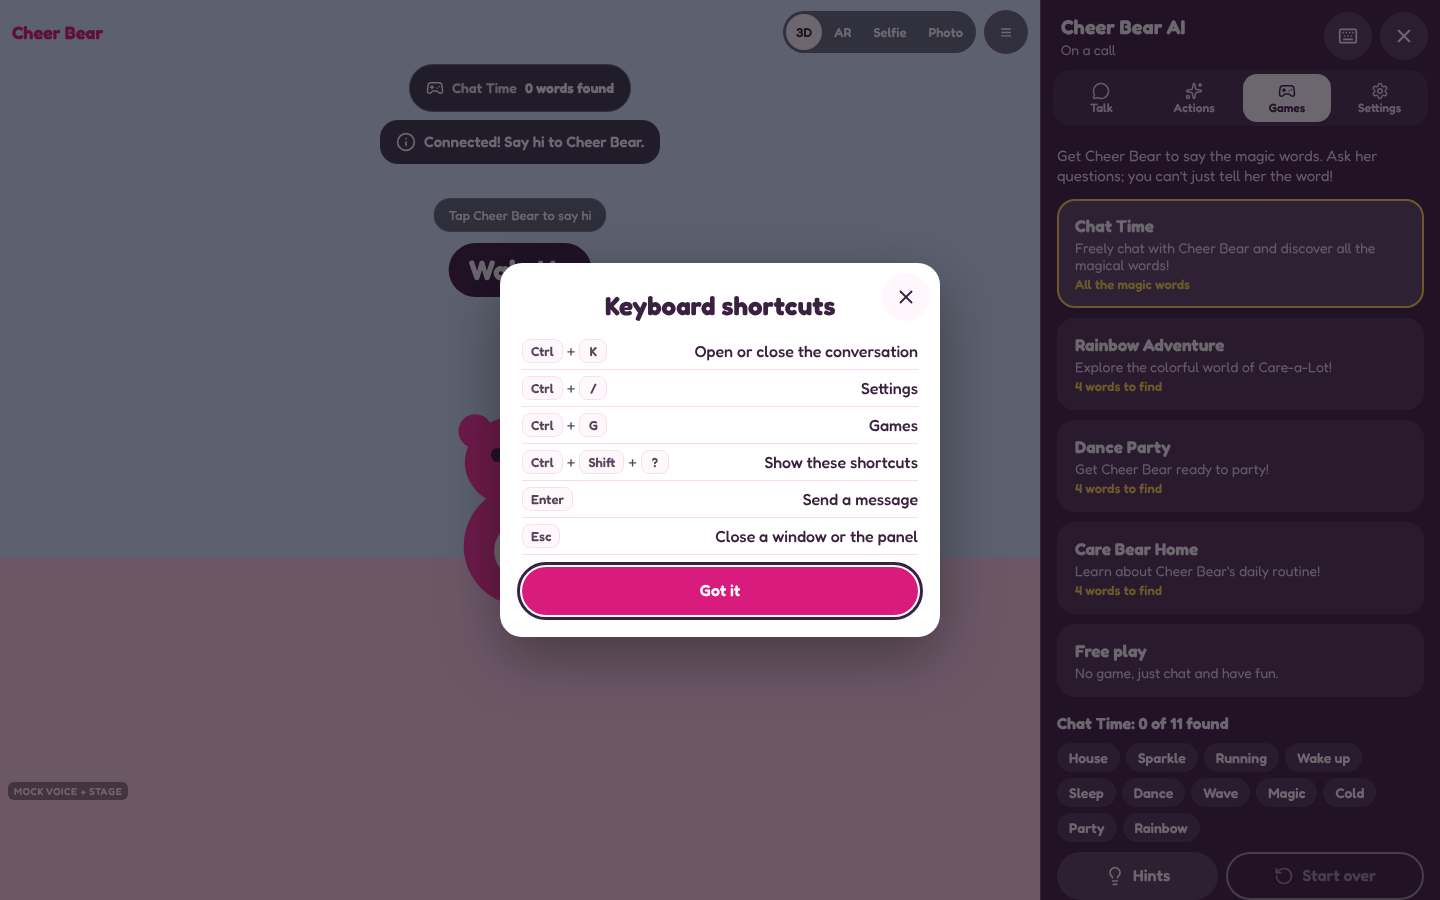 Cheer Bear
3D AR Selfie Photo
Chat Time 0 words found
Connected! Say hi to Cheer Bear.
Tap Cheer Bear to say hi
MOCK VOICE + STAGE
Keyboard shortcuts
Ctrl + K Open or close the conversation
Ctrl + / Settings
Ctrl + G Games
Ctrl + Shift + ? Show these shortcuts
Enter Send a message
Esc Close a window or the panel
Got it
Cheer Bear AI
On a call
Talk Actions Games Settings
Get Cheer Bear to say the magic words. Ask her
questions; you can't just tell her the word!
Chat Time
Freely chat with Cheer Bear and discover all the
magical words!
All the magic words
Rainbow Adventure
Explore the colorful world of Care-a-Lot!
4 words to find
Dance Party
Get Cheer Bear ready to party!
4 words to find
Care Bear Home
Learn about Cheer Bear's daily routine!
4 words to find
Free play
No game, just chat and have fun.
Chat Time: 0 of 11 found
House Sparkle Running Wake up
Sleep Dance Wave Magic Cold
Party Rainbow
Hints Start over